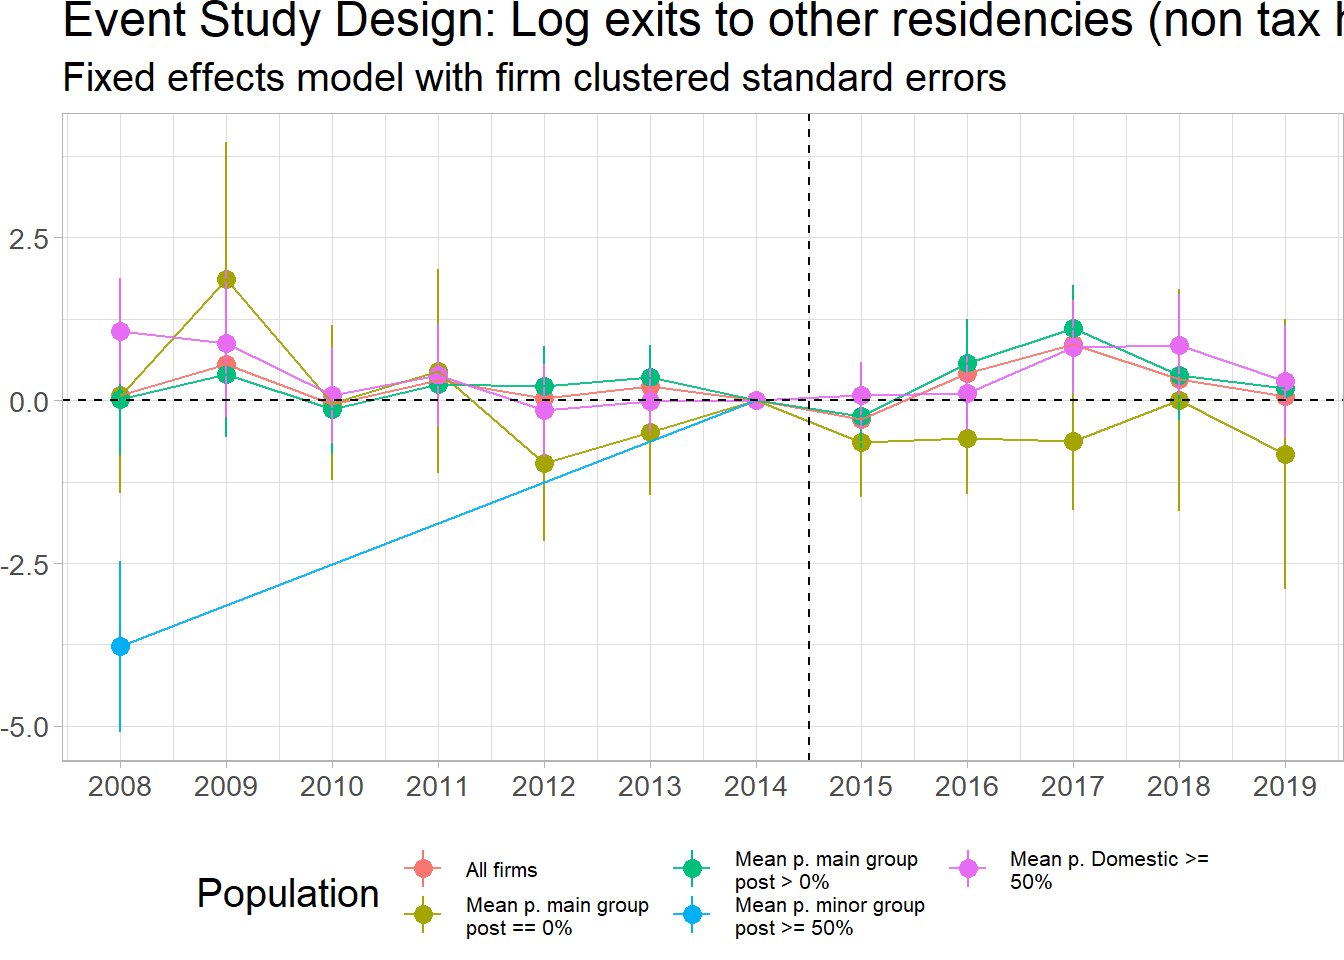 Event Study Design: Log exits to other residencies (non tax h
Fixed effects model with firm clustered standard errors
2.5
0.0
-2.5
-5.0
2008 2009 2010 2011 2012 2013 2014 2015 2016 2017 2018 2019
Population
All firms
Mean p. main group
post == 0%
Mean p. main group
post > 0%
Mean p. minor group
post >= 50%
Mean p. Domestic >=
50%